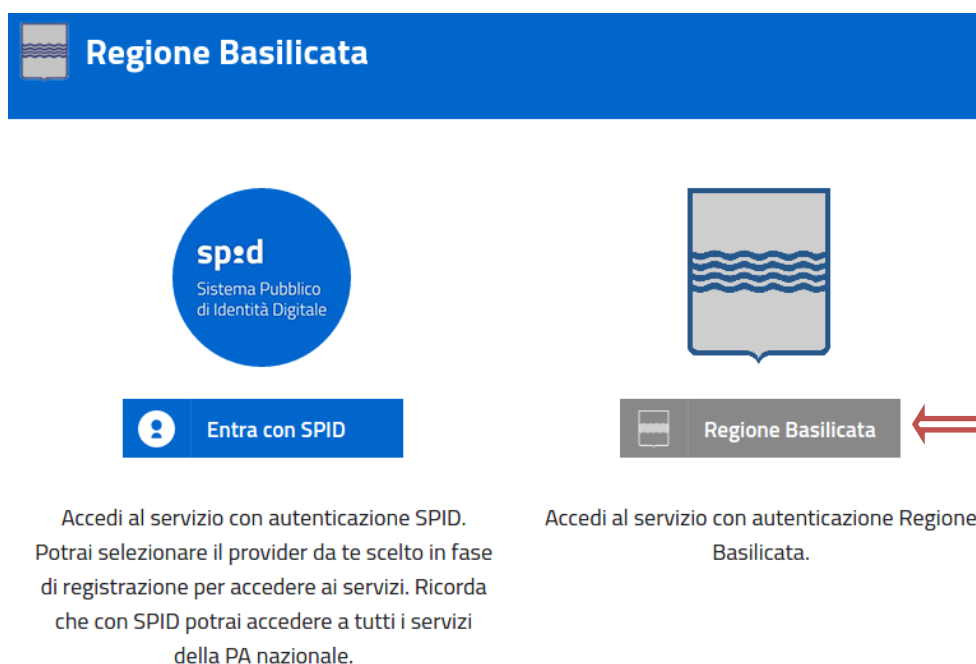 Regione Basilicata
spid
Sistema Pubblico
di Identità Digitale
Entra con SPID
Regione Basilicata
Accedi al servizio con autenticazione SPID.
Potrai selezionare il provider da te scelto in fase
di registrazione per accedere ai servizi. Ricorda
che con SPID potrai accedere a tutti i servizi
della PA nazionale.
Accedi al servizio con autenticazione Regione
Basilicata.